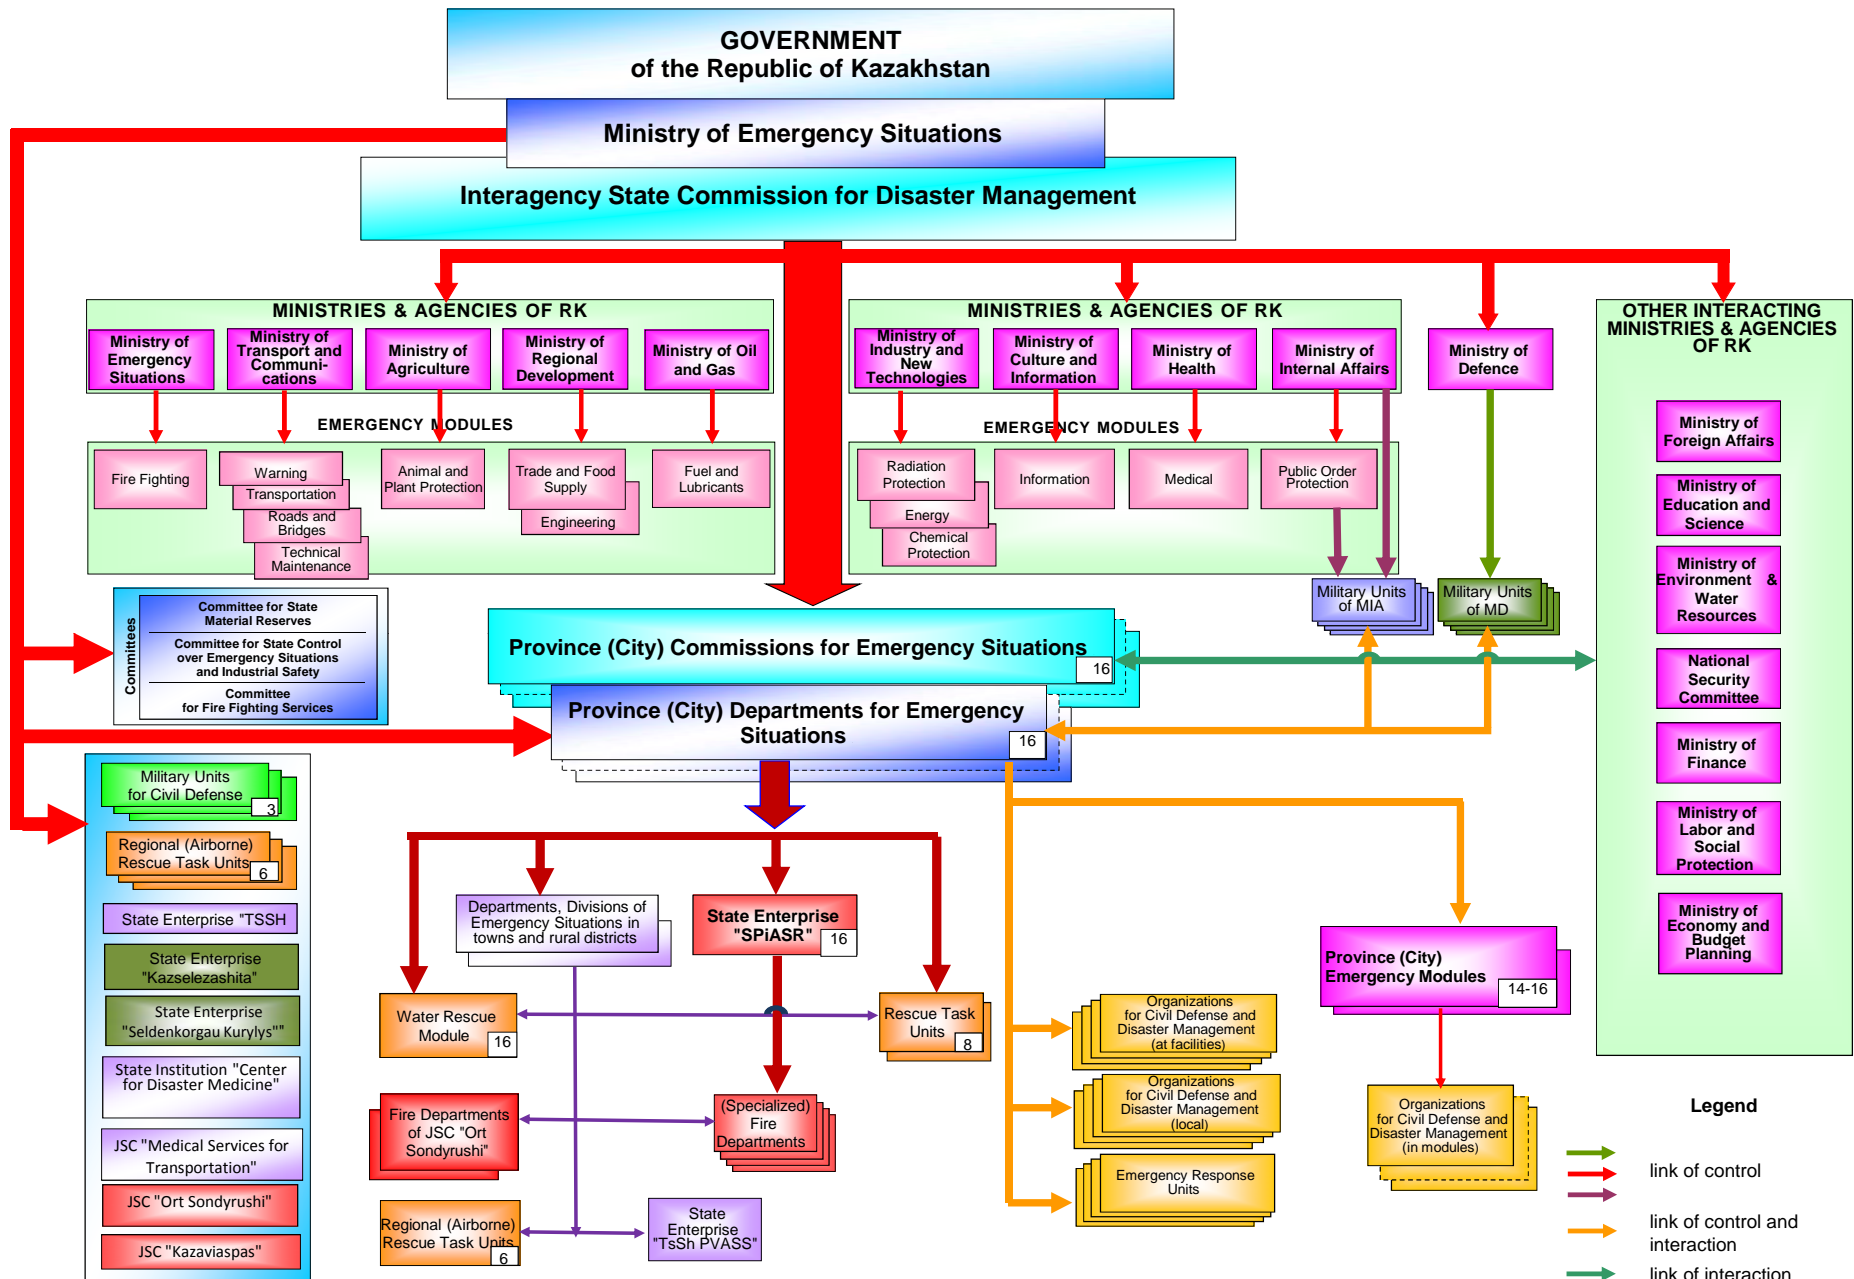 GOVERNMENT
of the Republic of Kazakhstan
Ministry of Emergency Situations
Interagency State Commission for Disaster Management
MINISTRIES & AGENCIES OF RK
Ministry of
Emergency
Situations
Ministry of
Transport and
Communi-
cations
Ministry of
Agriculture
Ministry of
Regional
Development
Ministry of Oil
and Gas
EMERGENCY MODULES
Fire Fighting
Warning
Transportation
Roads and
Bridges
Technical
Maintenance
Animal and
Plant Protection
Trade and Food
Supply
Engineering
Fuel and
Lubricants
MINISTRIES & AGENCIES OF RK
Ministry of
Industry and
New
Technologies
Ministry of
Culture and
Information
Ministry of
Health
Ministry of
Internal Affairs
EMERGENCY MODULES
Radiation
Protection
Energy
Chemical
Protection
Information
Medical
Public Order
Protection
Ministry of
Defence
Military Units
of MIA
Military Units
of MD
OTHER INTERACTING
MINISTRIES & AGENCIES
OF RK
Ministry of
Foreign Affairs
Ministry of
Education and
Science
Ministry of
Environment &
Water
Resources
National
Security
Committee
Ministry of
Finance
Ministry of
Labor and
Social
Protection
Ministry of
Economy and
Budget
Planning
Committees
Committee for State
Material Reserves
Committee for State Control
over Emergency Situations
and Industrial Safety
Committee
for Fire Fighting Services
Province (City) Commissions for Emergency Situations
16
Province (City) Departments for Emergency
Situations
16
Military Units
for Civil Defense
3
Regional (Airborne)
Rescue Task Units
6
State Enterprise "TSSH
State Enterprise
"Kazselezashita"
State Enterprise
"Seldenkorgau Kurylys""
State Institution "Center
for Disaster Medicine"
JSC "Medical Services for
Transportation"
JSC "Ort Sondyrushi"
JSC "Kazaviaspas"
Departments, Divisions of
Emergency Situations in
towns and rural districts
State Enterprise
"SPiASR"
16
Water Rescue
Module
16
Rescue Task
Units
8
Fire Departments
of JSC "Ort
Sondyrushi"
(Specialized)
Fire
Departments
Regional (Airborne)
Rescue Task Units
6
State
Enterprise
"TsSh PVASS"
Organizations
for Civil Defense and
Disaster Management
(at facilities)
Organizations
for Civil Defense and
Disaster Management
(local)
Emergency Response
Units
Province (City)
Emergency Modules
14-16
Organizations
for Civil Defense and
Disaster Management
(in modules)
Legend
link of control
link of control and
interaction
link of interaction